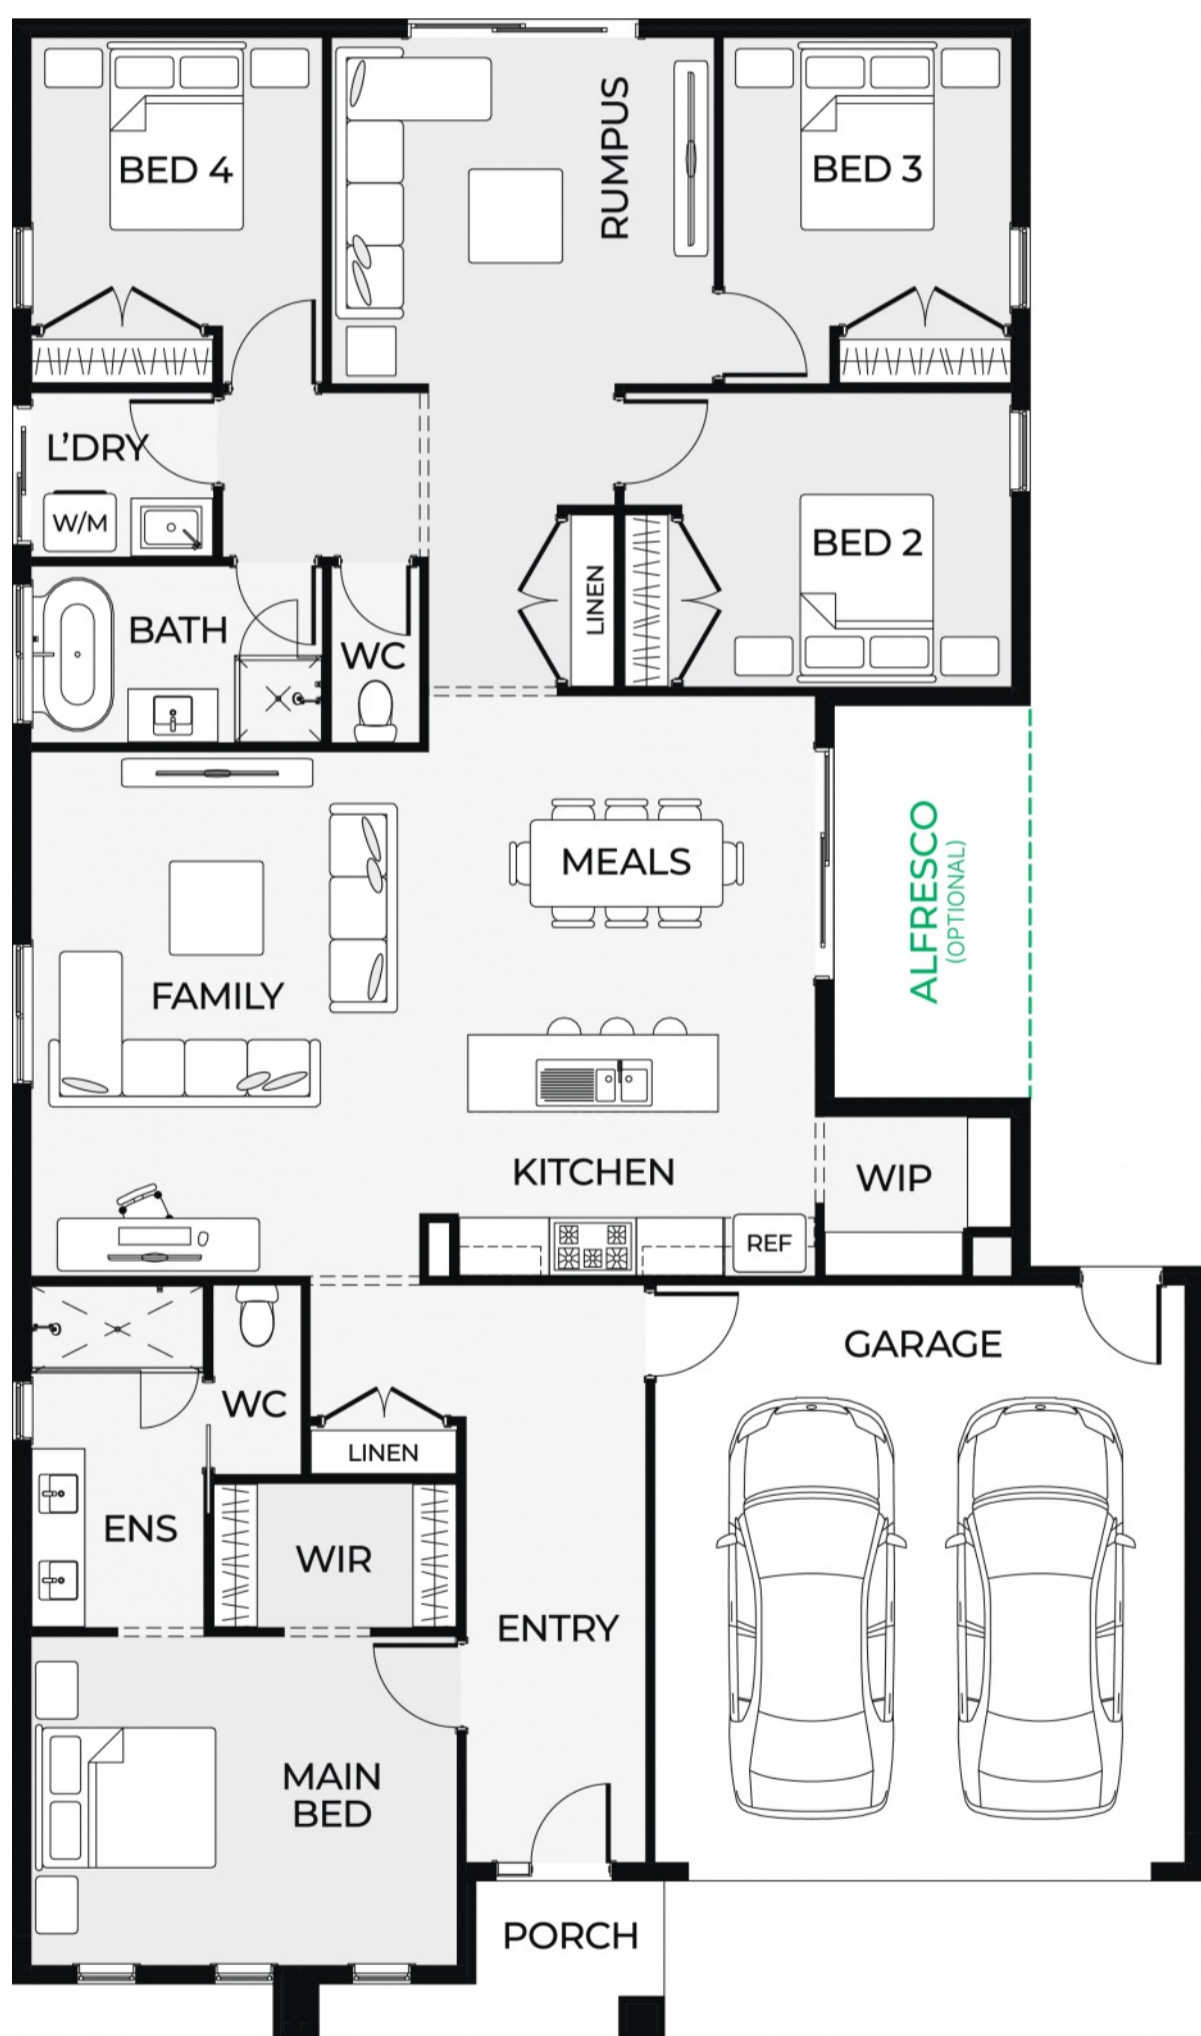 BED 4
RUMPUS
BED 3
L'DRY
W/M
BED 2
LINEN
BATH
WC
MEALS
ALFRESCO
(OPTIONAL)
FAMILY
KITCHEN
WIP
REF
GARAGE
WC
LINEN
ENS
WIR
ENTRY
MAIN
BED
PORCH